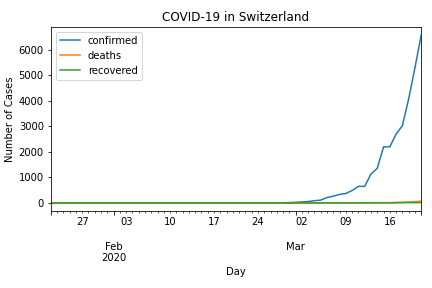 COVID-19 in Switzerland
confirmed
deaths
recovered
Number of Cases
6000
5000
4000
3000
2000
1000
0
27 03 10 17 24 02 09 16
Feb Mar
2020
Day